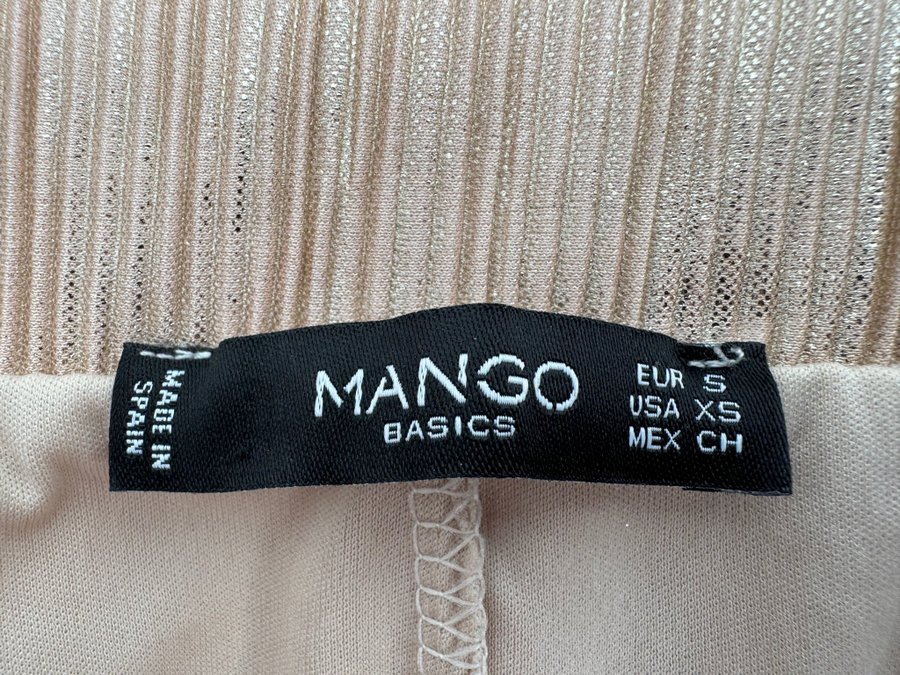 MADE IN
SPAIN
MANGO
BASICS
EUR S
USA XS
MEX CH